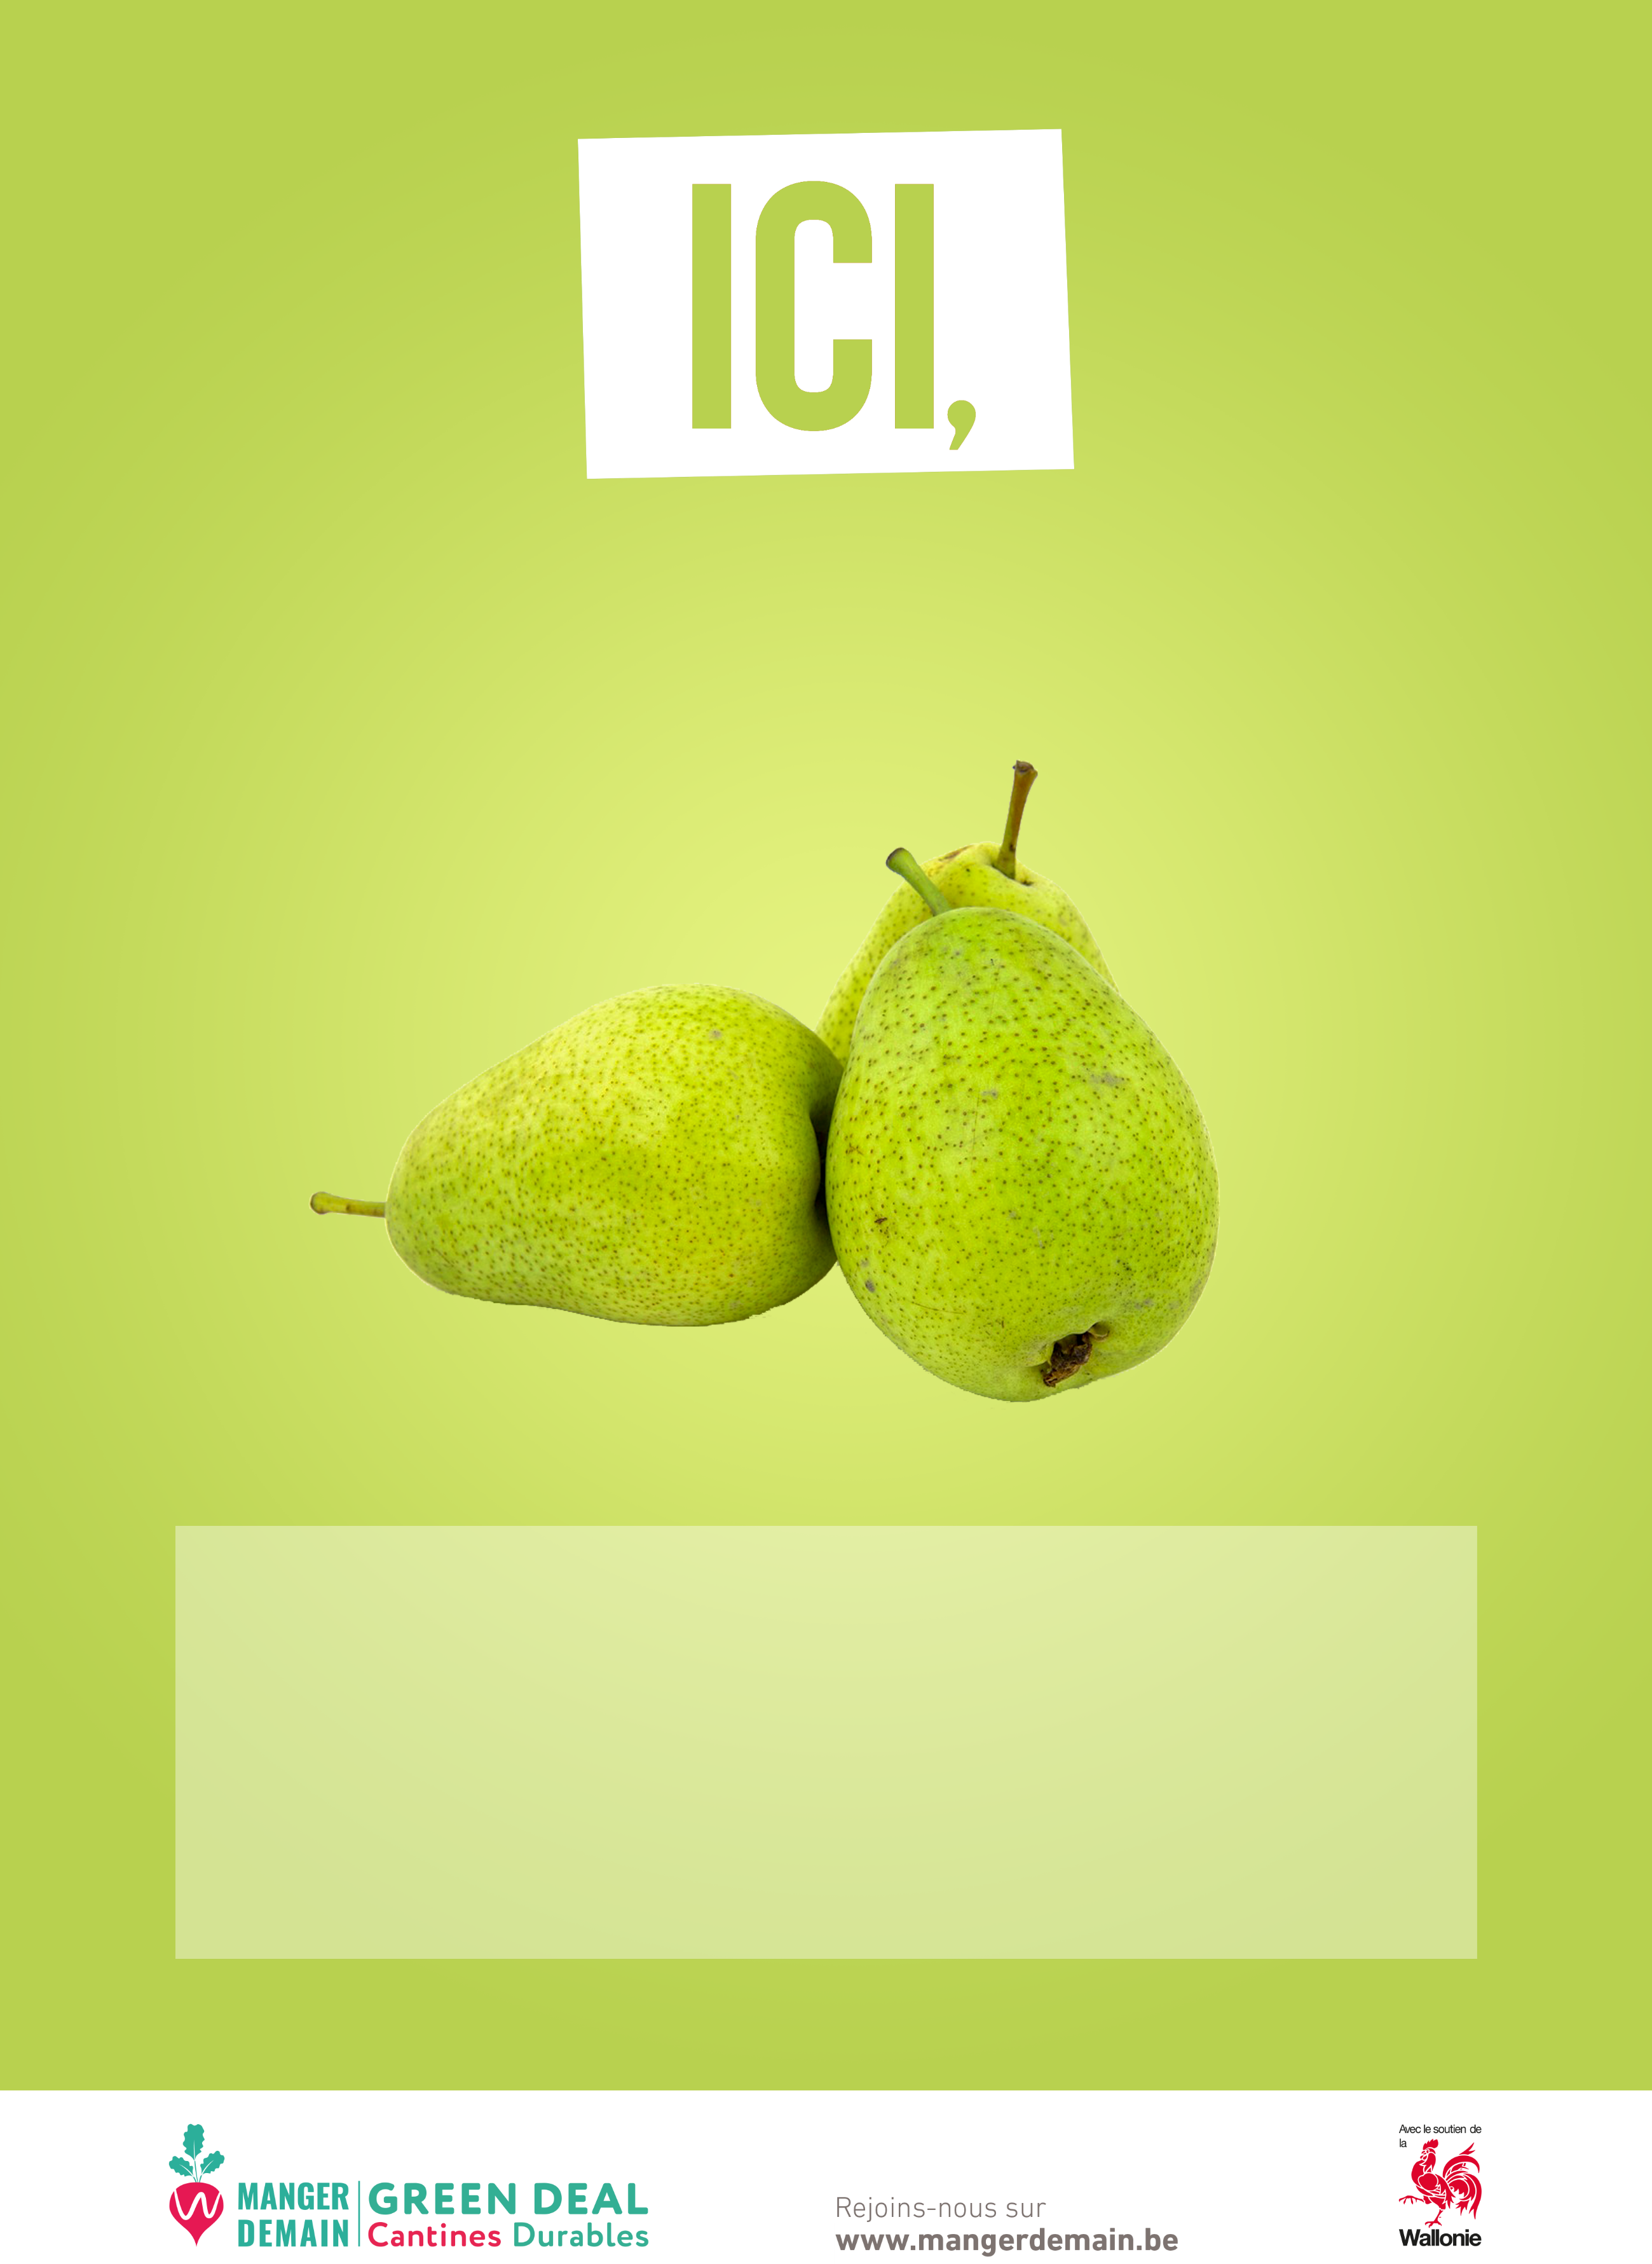 ICI,
MANGER
DEMAIN
GREEN DEAL
Cantines Durables
Rejoins-nous sur
www.mangerdemain.be
Avec le soutien de
la
Wallonie